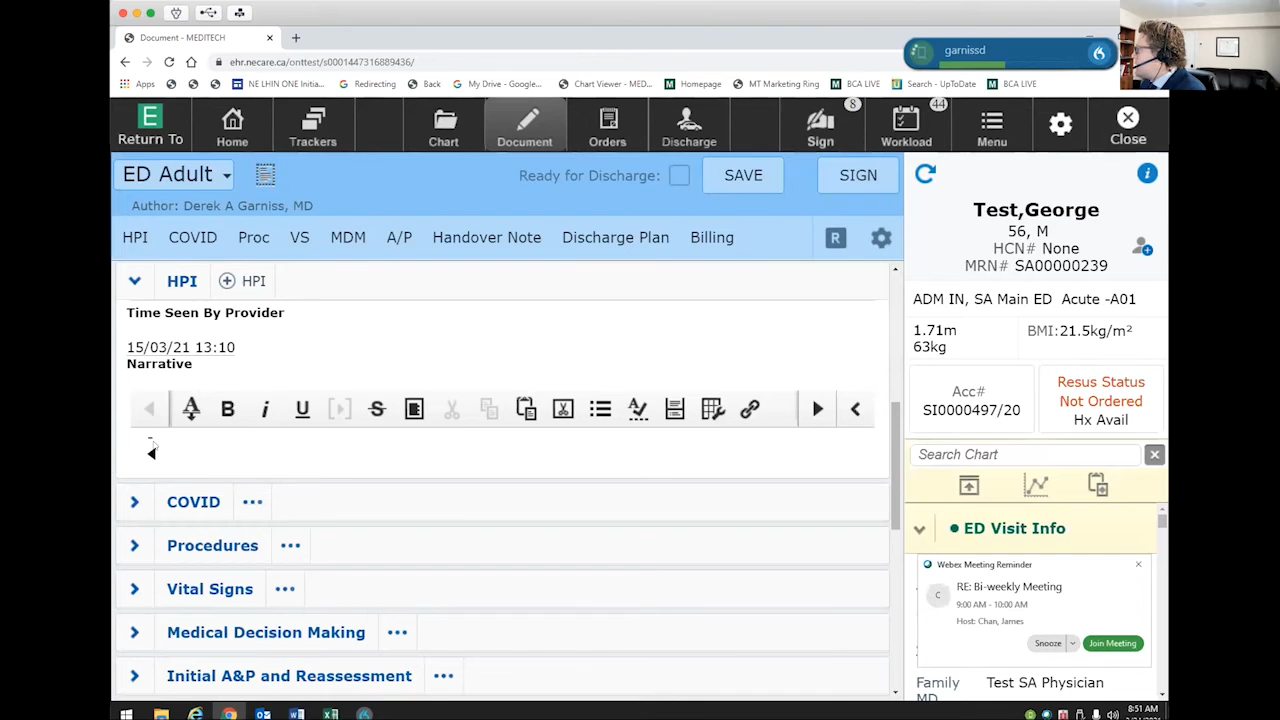 Document - MEDITECH
ehr.necare.ca/onttest/s0001447316889436/
garnissd
Apps
NE LHIN ONE Initia...
Redirecting
Back
My Drive - Google...
Chart Viewer - MED...
Homepage
MT Marketing Ring
BCA LIVE
Search - UpToDate
BCA LIVE
E
Return To
Home
Trackers
Chart
Document
Orders
Discharge
8
Sign
44
Workload
Menu
Close
ED Adult
Ready for Discharge:
SAVE
SIGN
Author: Derek A Garniss, MD
HPI
COVID
Proc
VS
MDM
A/P
Handover Note
Discharge Plan
Billing
R
HPI
HPI
Time Seen By Provider
15/03/21 13:10
Narrative
A
B
i
U
S
COVID
Procedures
Vital Signs
Medical Decision Making
Initial A&P and Reassessment
i
Test,George
56, M
HCN# None
MRN# SA00000239
ADM IN, SA Main ED Acute -A01
1.71m
63kg
BMI:21.5kg/m²
Acc#
SI0000497/20
Resus Status
Not Ordered
Hx Avail
Search Chart
ED Visit Info
Webex Meeting Reminder
C
RE: Bi-weekly Meeting
9:00 AM - 10:00 AM
Host: Chan, James
Snooze
Join Meeting
Family
MD
Test SA Physician
8:51 AM